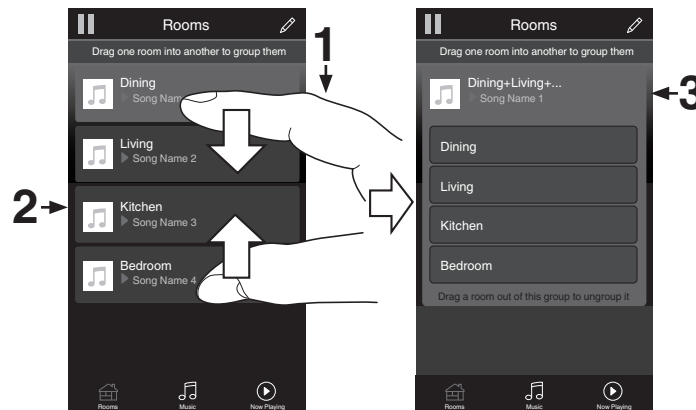 Rooms
Drag one room into another to group them
1
Dining
Song Na
Living
Song Name 2
2
Kitchen
Song Name 3
Bedroom
Song Name 4
Rooms
Music
Now Playing
Rooms
Drag one room into another to group them
Dining+Living+...
Song Name 1
3
Dining
Living
Kitchen
Bedroom
Drag a room out of this group to ungroup it
Rooms
Music
Now Playing